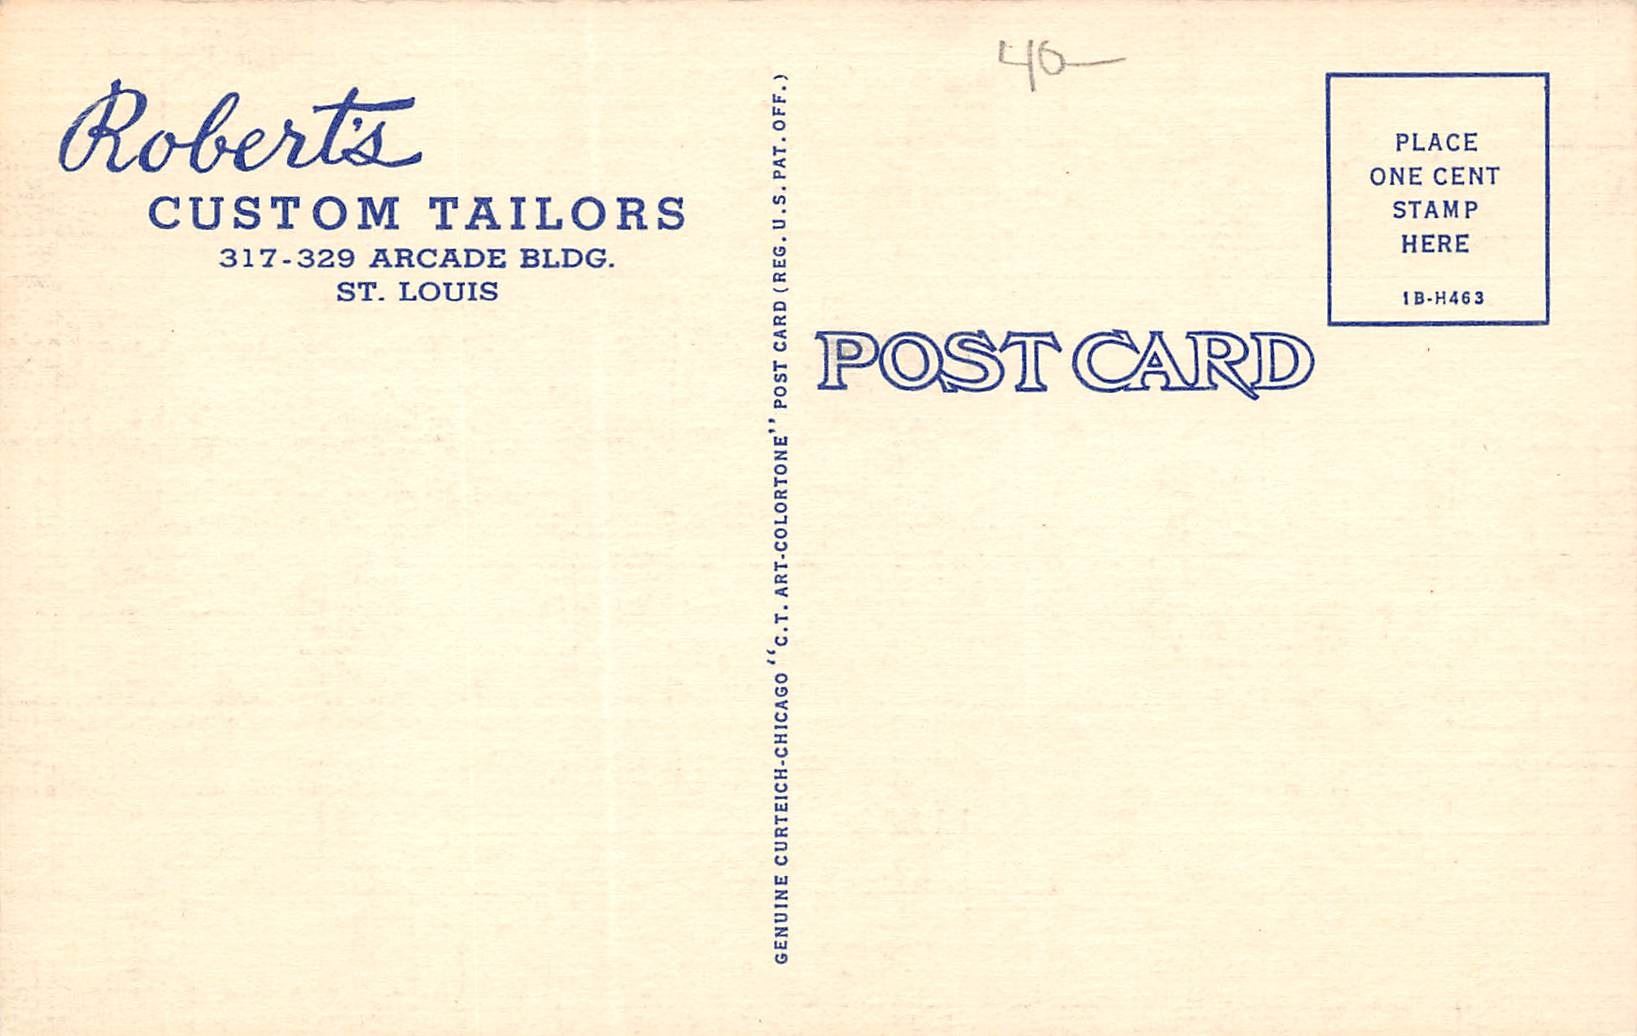 Robert's
CUSTOM TAILORS
317-329 ARCADE BLDG.
ST. LOUIS
GENUINE CURTEICH-CHICAGO "C.T. ART-COLORTONE" POST CARD (REG. U.S. PAT. OFF.)
40—
PLACE
ONE CENT
STAMP
HERE
1B-H463
POST CARD